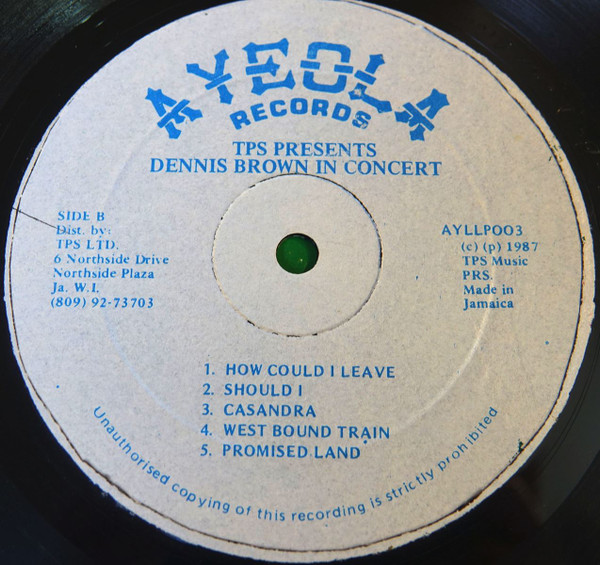 AYEOLA
RECORDS
TPS PRESENTS
DENNIS BROWN IN CONCERT
SIDE B
Dist. by:
TPS LTD.
6 Northside Drive
Northside Plaza
Ja. W.I.
(809) 92-73703
AYLLPOO3
(c) (p) 1987
TPS Music
PRS.
Made in
Jamaica
1. HOW COULD I LEAVE
2. SHOULD I
3. CASANDRA
4. WEST BOUND TRAIN
5. PROMISED LAND
Unauthorised copying of this recording is strictly prohibited